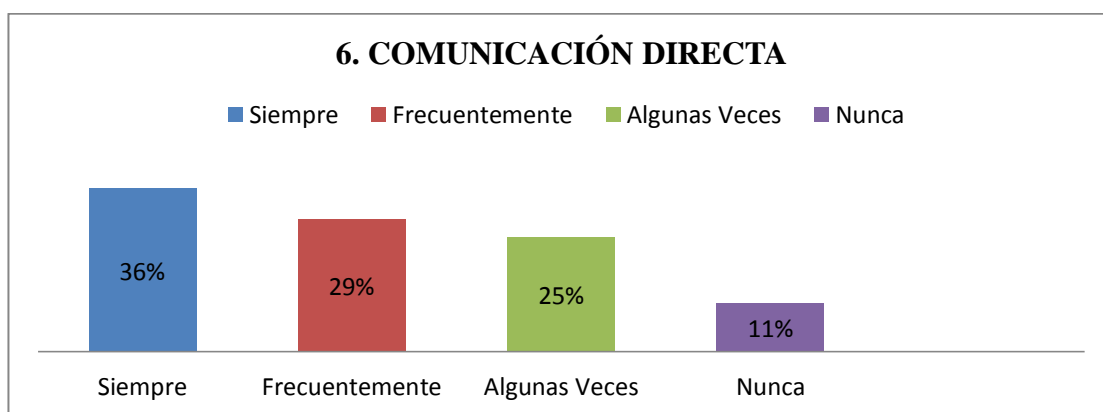 6. COMUNICACIÓN DIRECTA
Siempre Frecuentemente Algunas Veces Nunca
36%
29%
25%
11%
Siempre Frecuentemente Algunas Veces Nunca